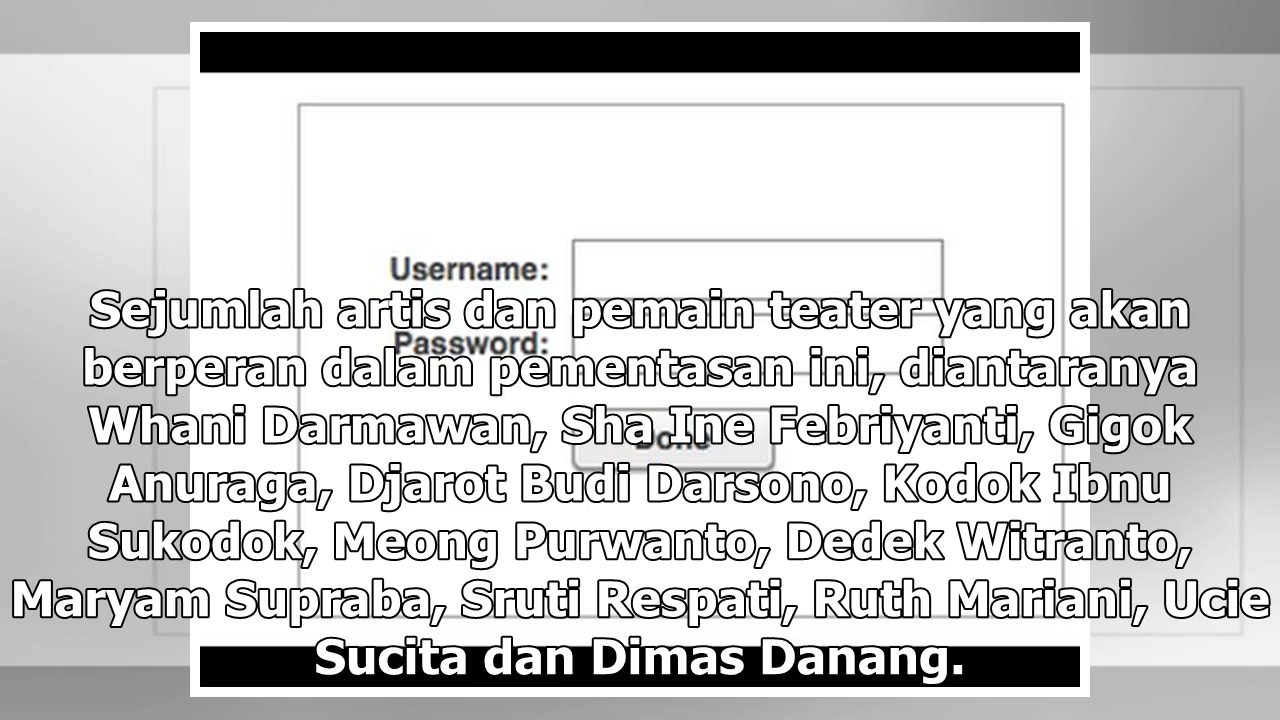 Username:
Sejumlah artis dan pemain teater yang akan
Password:
berperan dalam pementasan ini, diantaranya
Whani Darmawan, Sha Ine Febriyanti, Gigok
Done
Anuraga, Djarot Budi Darsono, Kodok Ibnu
Sukodok, Meong Purwanto, Dedek Witranto,
Maryam Supraba, Sruti Respati, Ruth Mariani, Ucie
Sucita dan Dimas Danang.